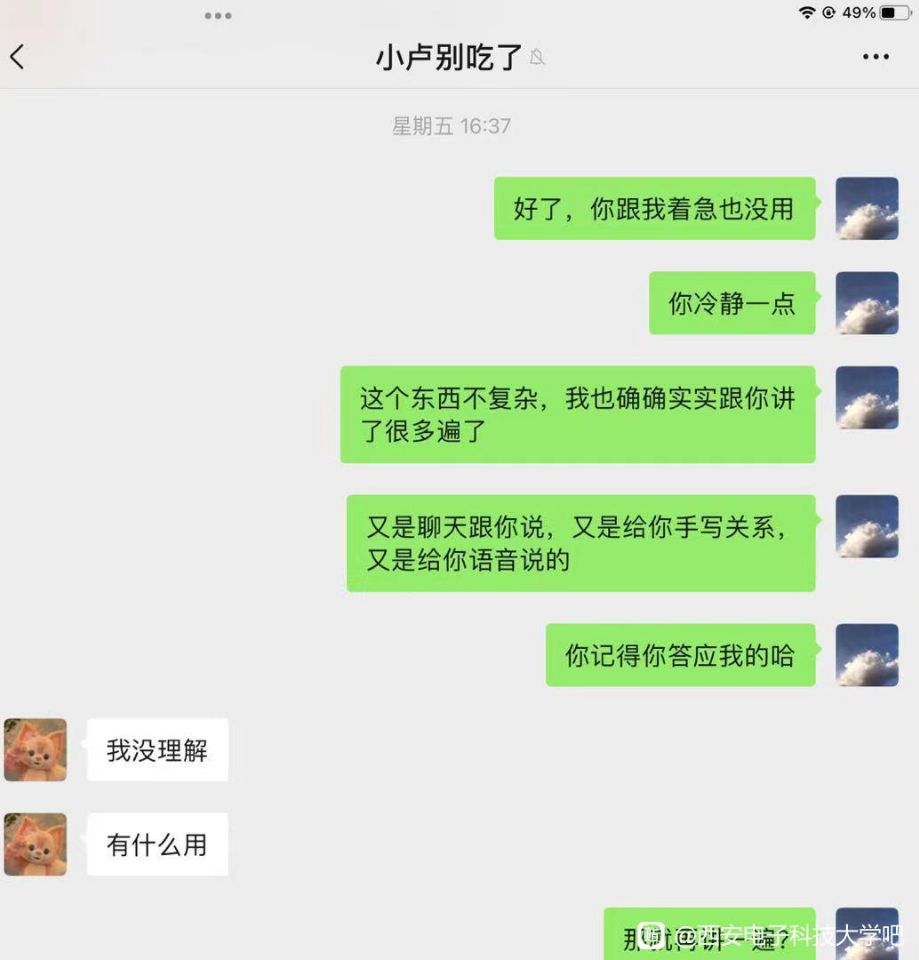 49%
小卢别吃了
星期五 16:37
好了，你跟我着急也没用
你冷静一点
这个东西不复杂，我也确确实实跟你讲
了很多遍了
又是聊天跟你说，又是给你手写关系，
又是给你语音说的
你记得你答应我的哈
我没理解
有什么用
那就再讲一遍？
@西安电子科技大学吧